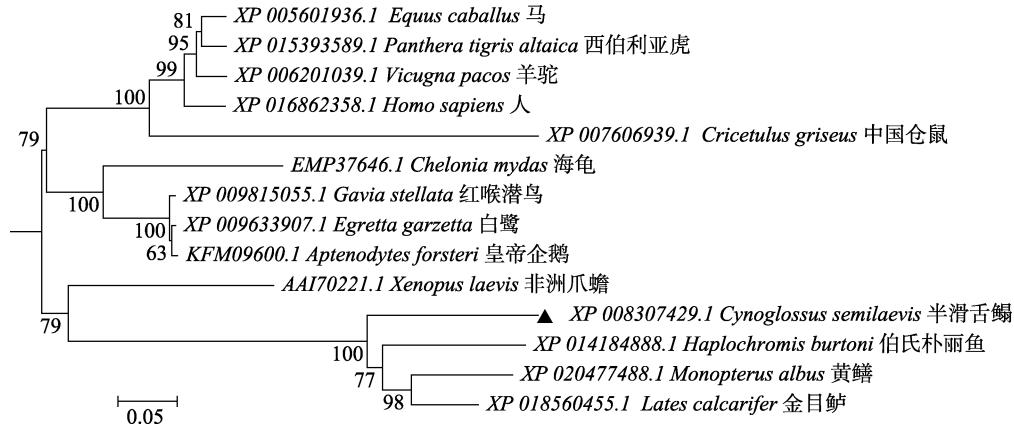 81
XP 005601936.1 Equus caballus 马
95
XP 015393589.1 Panthera tigris altaica 西伯利亚虎
99
XP 006201039.1 Vicugna pacos 羊驼
100
XP 016862358.1 Homo sapiens 人
79
XP 007606939.1 Cricetulus griseus 中国仓鼠
EMP37646.1 Chelonia mydas 海龟
100
XP 009815055.1 Gavia stellata 红喉潜鸟
100
XP 009633907.1 Egretta garzetta 白鹭
63
KFM09600.1 Aptenodytes forsteri 皇帝企鹅
AAI70221.1 Xenopus laevis 非洲爪蟾
79
XP 008307429.1 Cynoglossus semilaevis 半滑舌鳎
100
XP 014184888.1 Haplochromis burtoni 伯氏朴丽鱼
77
XP 020477488.1 Monopterus albus 黄鳝
98
XP 018560455.1 Lates calcarifer 金目鲈
0.05